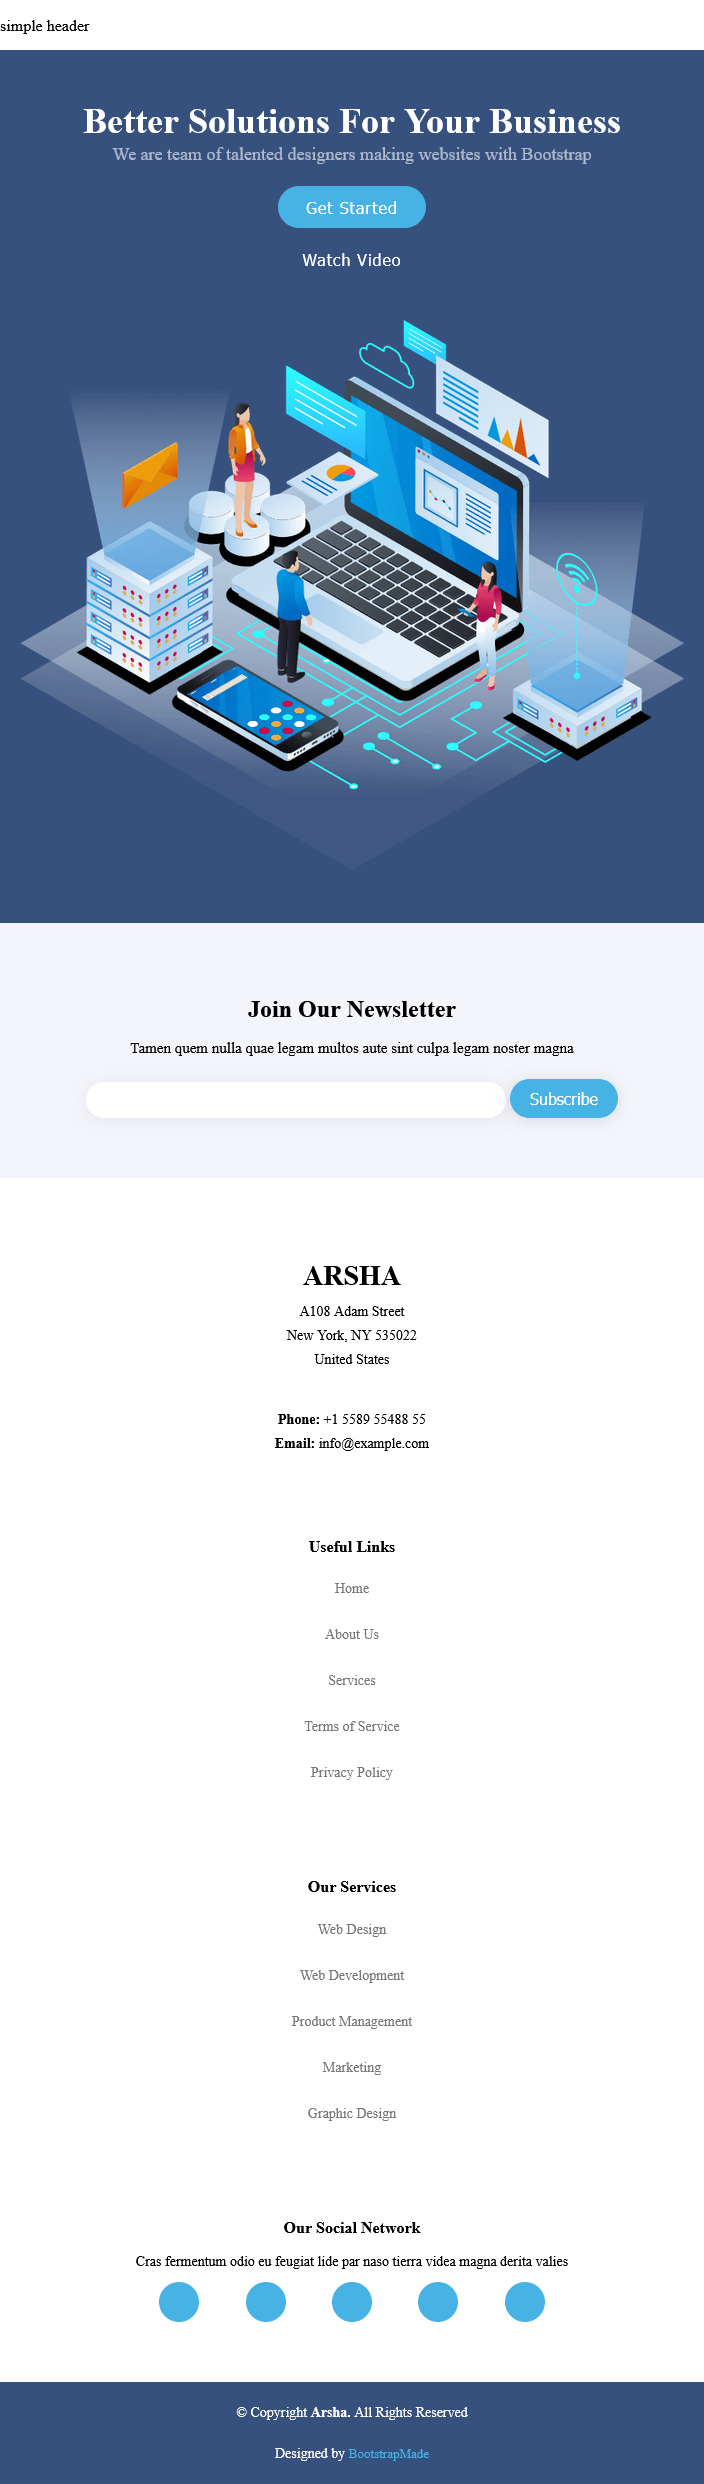 simple header
Better Solutions For Your Business
We are team of talented designers making websites with Bootstrap
Get Started
Watch Video
Join Our Newsletter
Tamen quem nulla quae legam multos aute sint culpa legam noster magna
Subscribe
ARSHA
A108 Adam Street
New York, NY 535022
United States
Phone: +1 5589 55488 55
Email: info@example.com
Useful Links
Home
About Us
Services
Terms of Service
Privacy Policy
Our Services
Web Design
Web Development
Product Management
Marketing
Graphic Design
Our Social Network
Cras fermentum odio eu feugiat lide par naso tierra videa magna derita valies
© Copyright Arsha. All Rights Reserved
Designed by BootstrapMade